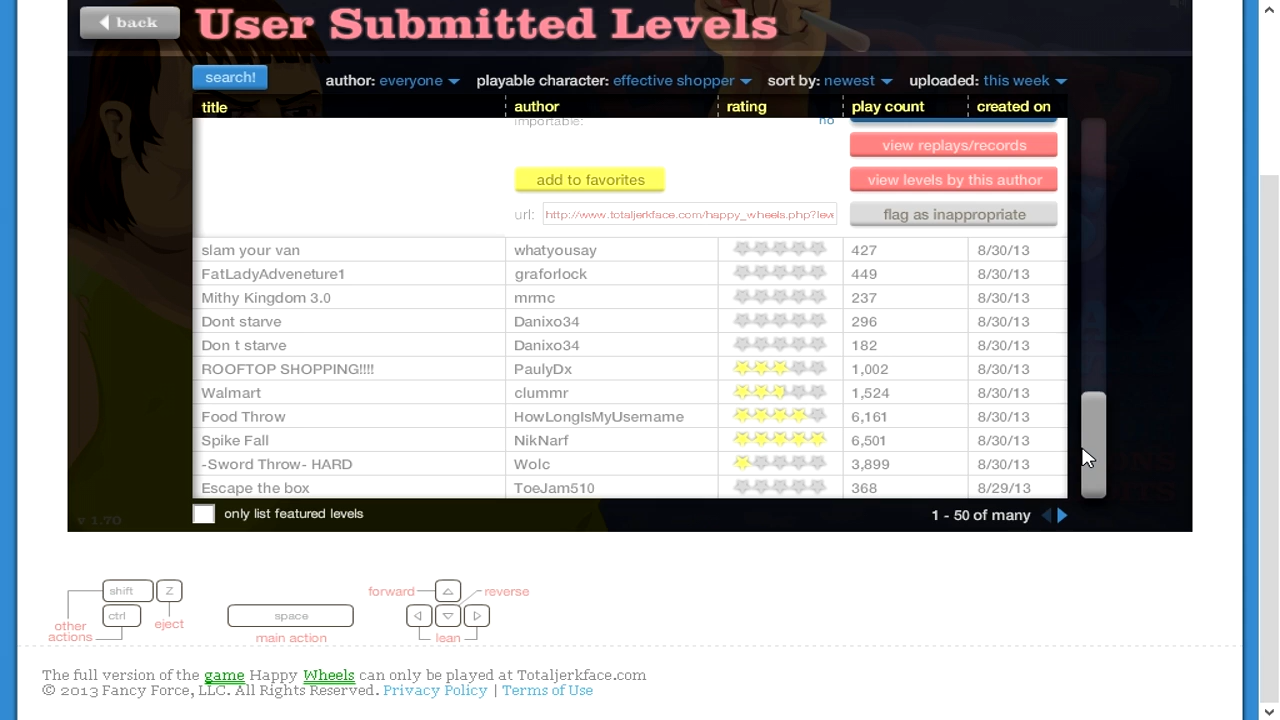 back
User Submitted Levels
search!
author: everyone playable character: effective shopper sort by: newest uploaded: this week
title author rating play count created on
importable: no
view replays/records
add to favorites view levels by this author
url: http://www.totaljerkface.com/happy_wheels.php?leve flag as inappropriate
slam your van whatyousay 427 8/30/13
FatLadyAdveneture1 graforlock 449 8/30/13
Mithy Kingdom 3.0 mrmc 237 8/30/13
Dont starve Danixo34 296 8/30/13
Don t starve Danixo34 182 8/30/13
ROOFTOP SHOPPING!!!! PaulyDx 1,002 8/30/13
Walmart clummr 1,524 8/30/13
Food Throw HowLongIsMyUsername 6,161 8/30/13
Spike Fall NikNarf 6,501 8/30/13
-Sword Throw- HARD Wolc 3,899 8/30/13
Escape the box ToeJam510 368 8/29/13
only list featured levels 1 - 50 of many
v 1.70
shift Z forward reverse
ctrl space
other actions eject main action lean
The full version of the game Happy Wheels can only be played at Totaljerkface.com
© 2013 Fancy Force, LLC. All Rights Reserved. Privacy Policy | Terms of Use